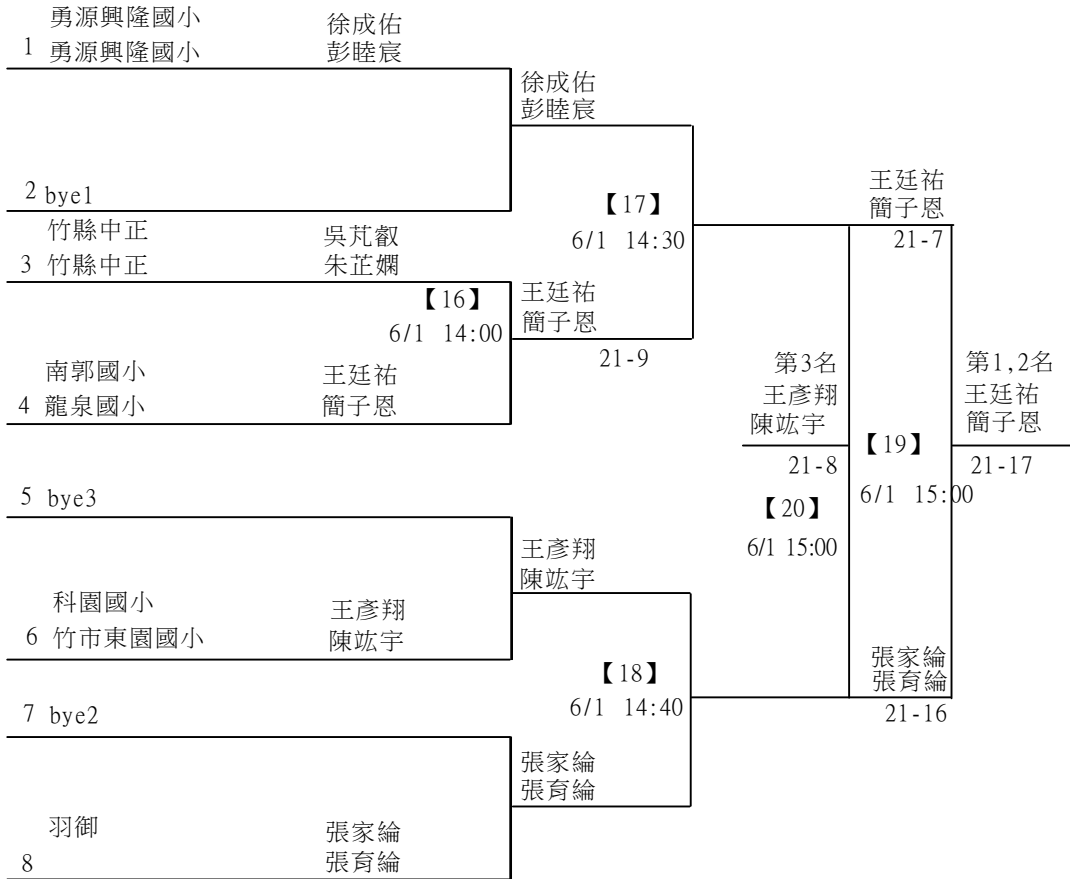 勇源興隆國小 徐成佑
1 勇源興隆國小 彭睦宸
徐成佑
彭睦宸
2 bye1
竹縣中正 吳芃叡
3 竹縣中正 朱芷嫻
【16】
6/1 14:00
王廷祐
簡子恩
21-9
南郭國小 王廷祐
4 龍泉國小 簡子恩
【17】
6/1 14:30
王廷祐
簡子恩
21-7
第3名
王彥翔
陳竑宇
21-8
【20】
6/1 15:00
【19】
6/1 15:00
第1,2名
王廷祐
簡子恩
21-17
5 bye3
王彥翔
陳竑宇
科園國小 王彥翔
6 竹市東園國小 陳竑宇
【18】
6/1 14:40
張家綸
張育綸
21-16
7 bye2
張家綸
張育綸
羽御 張家綸
8 張育綸